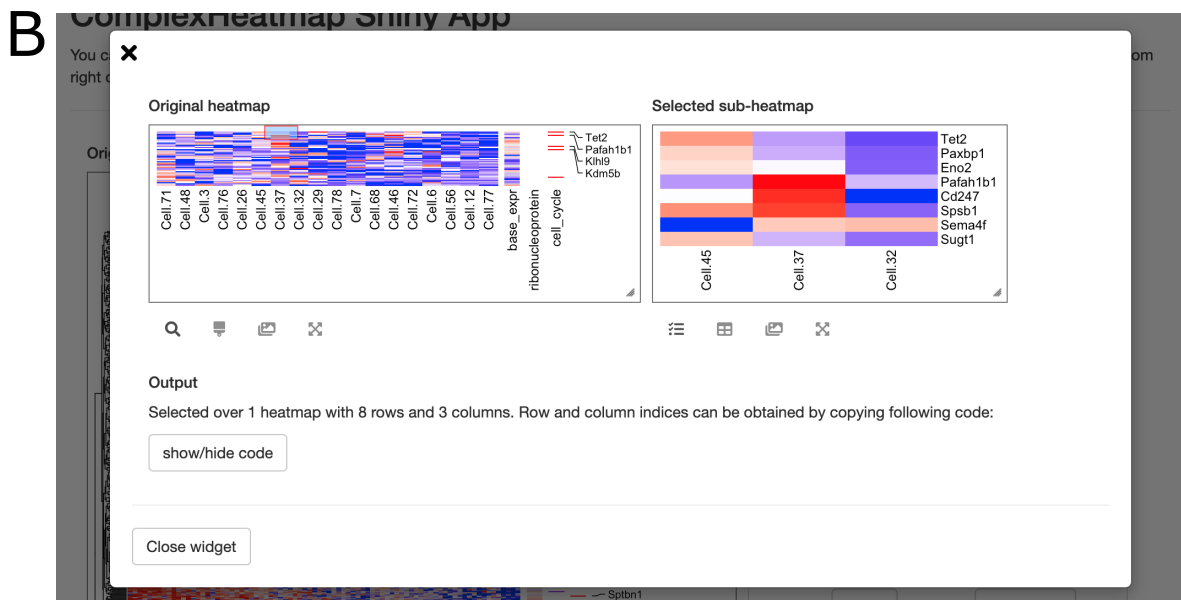 B
ComplexHeatmap Shiny App
You c
om
right c
Original heatmap
Selected sub-heatmap
Ori
Tet2
Pafah1b1
Klhl9
Kdm5b
Cell.71
Cell.48
Cell.3
Cell.76
Cell.26
Cell.45
Cell.37
Cell.32
Cell.29
Cell.78
Cell.7
Cell.68
Cell.46
Cell.72
Cell.6
Cell.56
Cell.12
Cell.77
base_expr
ribonucleoprotein
cell_cycle
Tet2
Paxbp1
Eno2
Pafah1b1
Cd247
Spsb1
Sema4f
Sugt1
Cell.45
Cell.37
Cell.32
Output
Selected over 1 heatmap with 8 rows and 3 columns. Row and column indices can be obtained by copying following code:
show/hide code
Close widget
Sptbn1